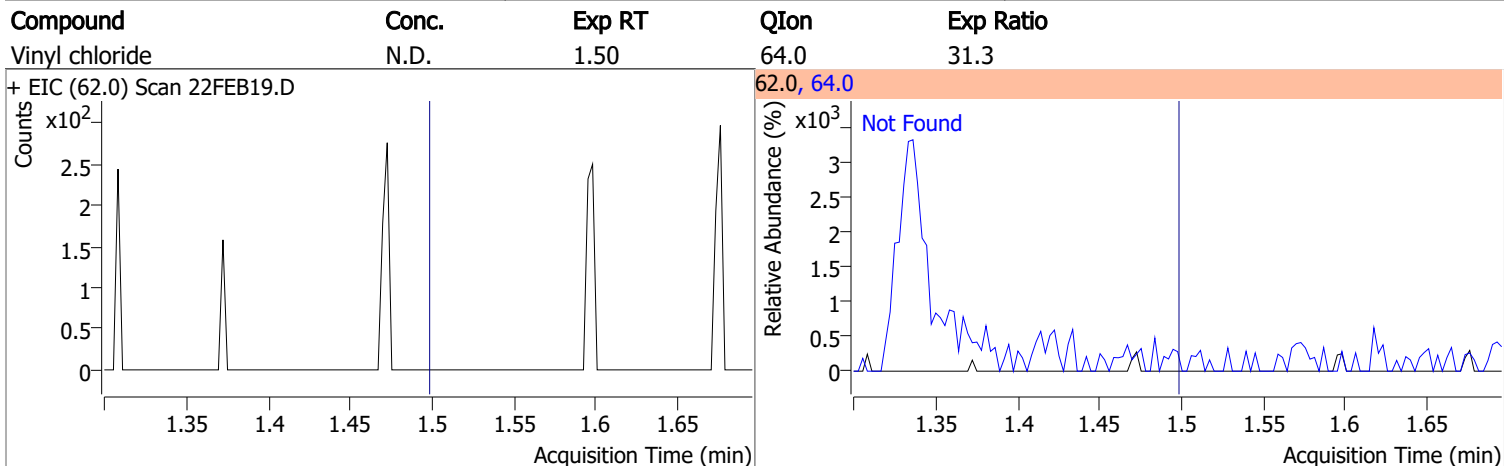 Compound Conc. Exp RT QIon Exp Ratio
Vinyl chloride N.D. 1.50 64.0 31.3
+ EIC (62.0) Scan 22FEB19.D
Counts
x10²
2.5
2
1.5
1
0.5
0
1.35 1.4 1.45 1.5 1.55 1.6 1.65
Acquisition Time (min)
62.0, 64.0
Relative Abundance (%)
x10³
Not Found
3
2.5
2
1.5
1
0.5
0
1.35 1.4 1.45 1.5 1.55 1.6 1.65
Acquisition Time (min)